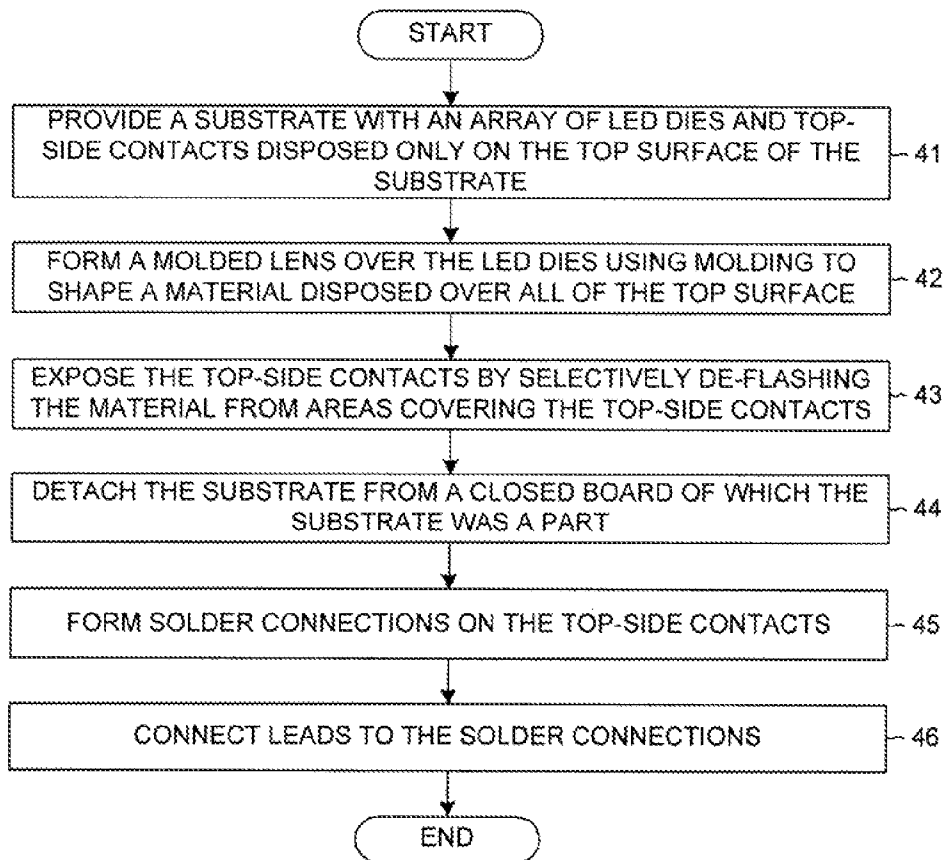 START
PROVIDE A SUBSTRATE WITH AN ARRAY OF LED DIES AND TOP-
SIDE CONTACTS DISPOSED ONLY ON THE TOP SURFACE OF THE
SUBSTRATE
41
FORM A MOLDED LENS OVER THE LED DIES USING MOLDING TO
SHAPE A MATERIAL DISPOSED OVER ALL OF THE TOP SURFACE
42
EXPOSE THE TOP-SIDE CONTACTS BY SELECTIVELY DE-FLASHING
THE MATERIAL FROM AREAS COVERING THE TOP-SIDE CONTACTS
43
DETACH THE SUBSTRATE FROM A CLOSED BOARD OF WHICH THE
SUBSTRATE WAS A PART
44
FORM SOLDER CONNECTIONS ON THE TOP-SIDE CONTACTS
45
CONNECT LEADS TO THE SOLDER CONNECTIONS
46
END